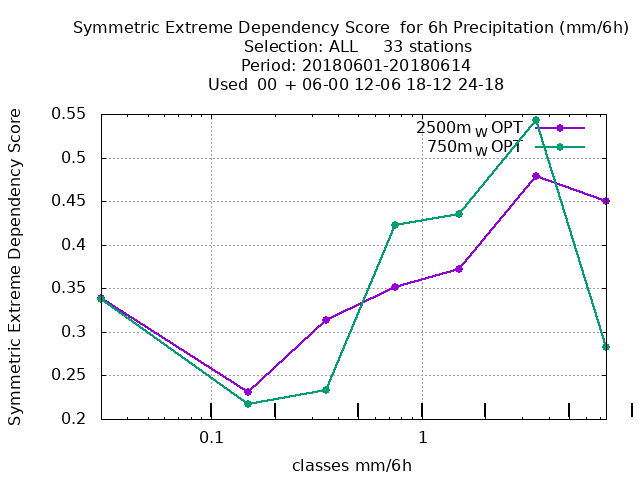 Symmetric Extreme Dependency Score  for 6h Precipitation (mm/6h)
Selection: ALL     33 stations
Period: 20180601-20180614
Used  00 + 06-00 12-06 18-12 24-18
0.55
2500m W OPT
750m W OPT
0.5
0.45
0.4
0.35
0.3
0.25
0.2
Symmetric Extreme Dependency Score
0.1 1
classes mm/6h